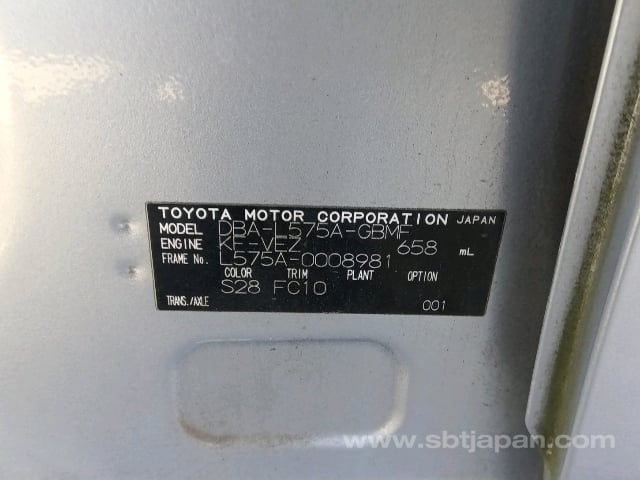 TOYOTA MOTOR CORPORATION JAPAN
MODEL DBA-L575A-GBMF
ENGINE KF-VEZ 658 mL
FRAME No. L575A-0008981
COLOR TRIM PLANT OPTION
S28 FC10
TRANS./AXLE 001
www.sbtjapan.com